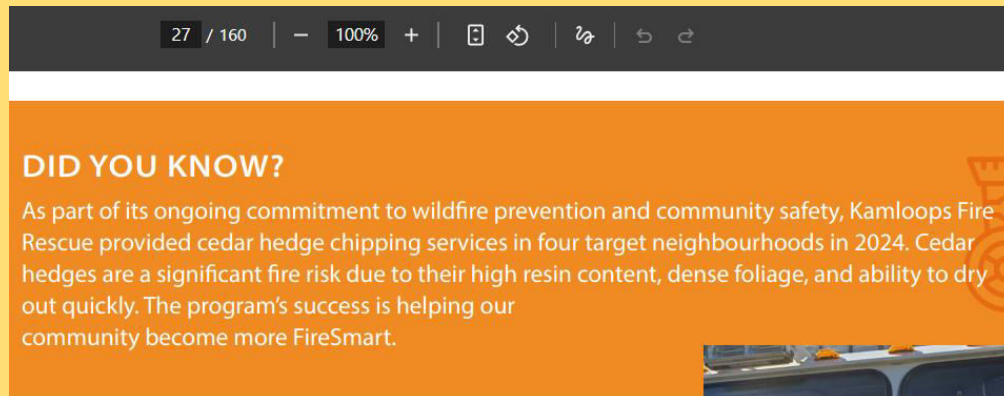 27 / 160 100%
DID YOU KNOW?
As part of its ongoing commitment to wildfire prevention and community safety, Kamloops Fire
Rescue provided cedar hedge chipping services in four target neighbourhoods in 2024. Cedar
hedges are a significant fire risk due to their high resin content, dense foliage, and ability to dry
out quickly. The program’s success is helping our
community become more FireSmart.